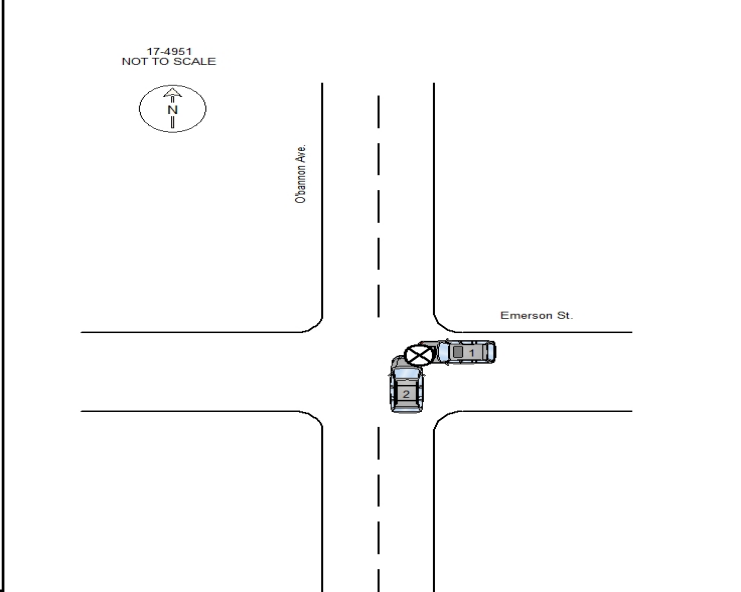 17-4951
NOT TO SCALE
N
O'bannon Ave.
Emerson St.
1
2